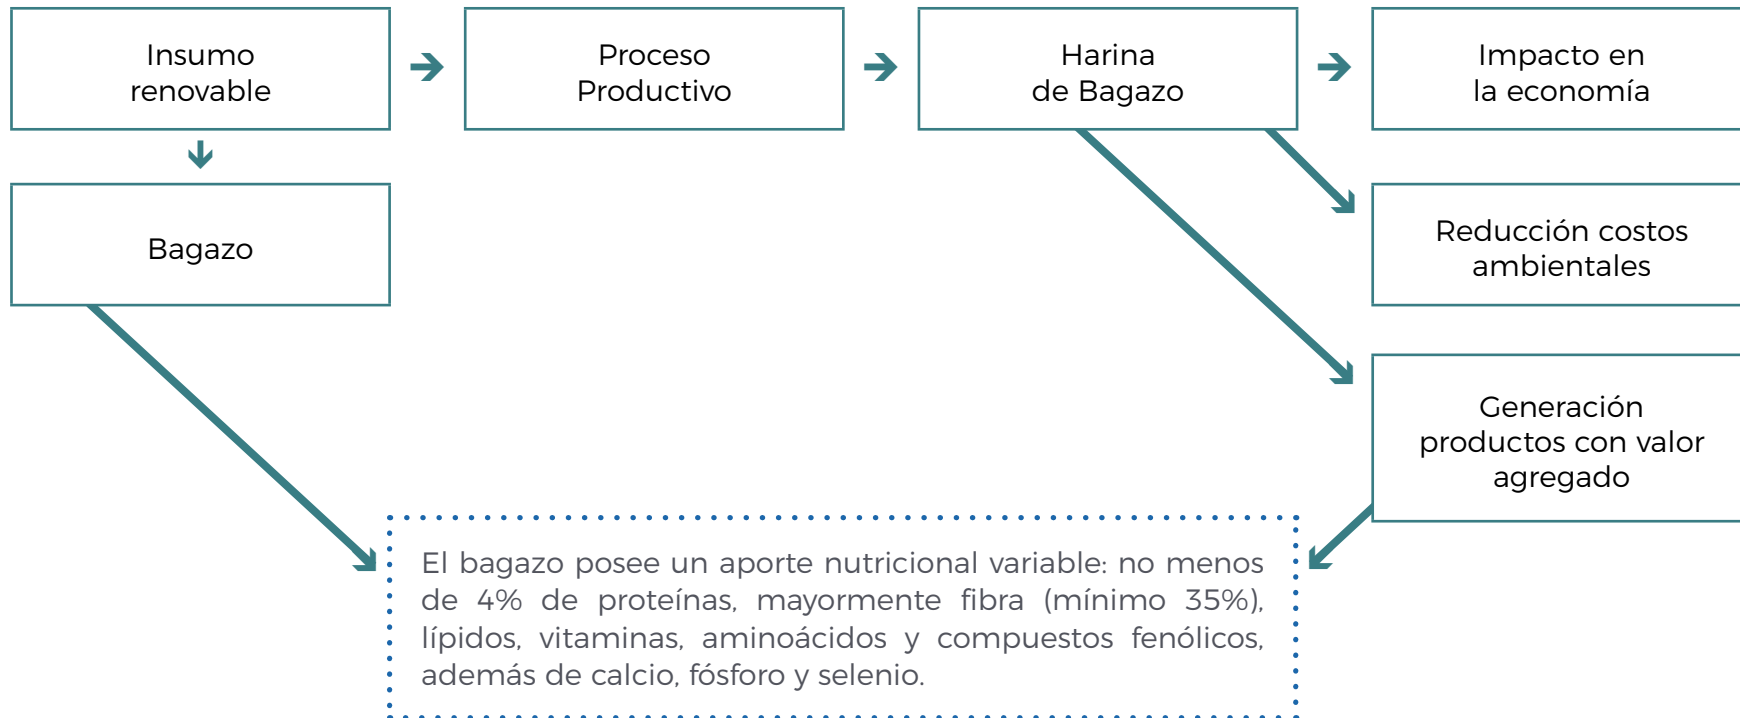 Insumo
renovable
Proceso
Productivo
Harina
de Bagazo
Impacto en
la economía
Bagazo
Reducción costos
ambientales
Generación
productos con valor
agregado
El bagazo posee un aporte nutricional variable: no menos
de 4% de proteínas, mayormente fibra (mínimo 35%),
lípidos, vitaminas, aminoácidos y compuestos fenólicos,
además de calcio, fósforo y selenio.